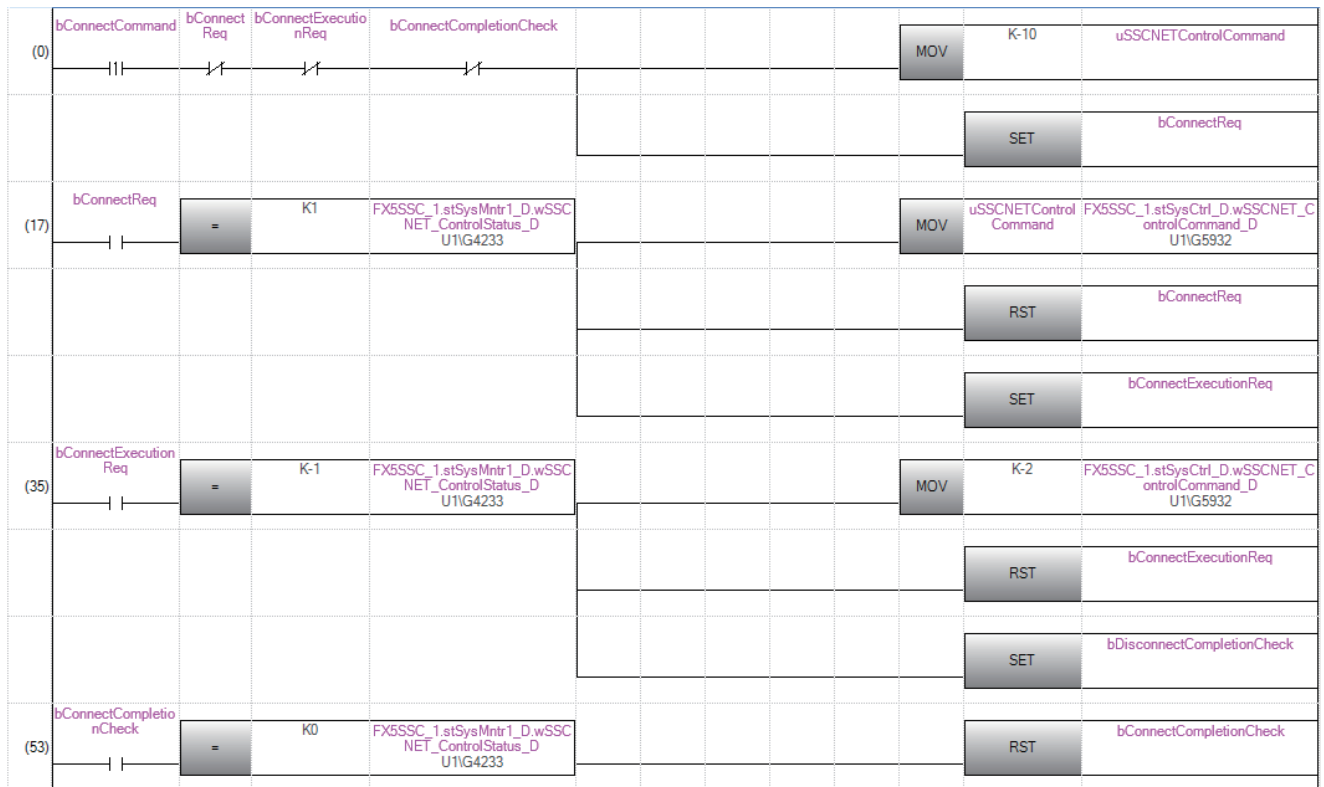 bConnectCommand
bConnect
Req
bConnectExecutio
nReq
bConnectCompletionCheck
(0)
MOV
K-10
uSSCNETControlCommand
SET
bConnectReq
(17)
bConnectReq
=
K1
FX5SSC_1.stSysMntr1_D.wSSC
NET_ControlStatus_D
U1\G4233
MOV
uSSCNETControl
Command
FX5SSC_1.stSysCtrl_D.wSSCNET_C
ontrolCommand_D
U1\G5932
RST
bConnectReq
SET
bConnectExecutionReq
(35)
bConnectExecution
Req
=
K-1
FX5SSC_1.stSysMntr1_D.wSSC
NET_ControlStatus_D
U1\G4233
MOV
K-2
FX5SSC_1.stSysCtrl_D.wSSCNET_C
ontrolCommand_D
U1\G5932
RST
bConnectExecutionReq
SET
bDisconnectCompletionCheck
(53)
bConnectCompletio
nCheck
=
K0
FX5SSC_1.stSysMntr1_D.wSSC
NET_ControlStatus_D
U1\G4233
RST
bConnectCompletionCheck